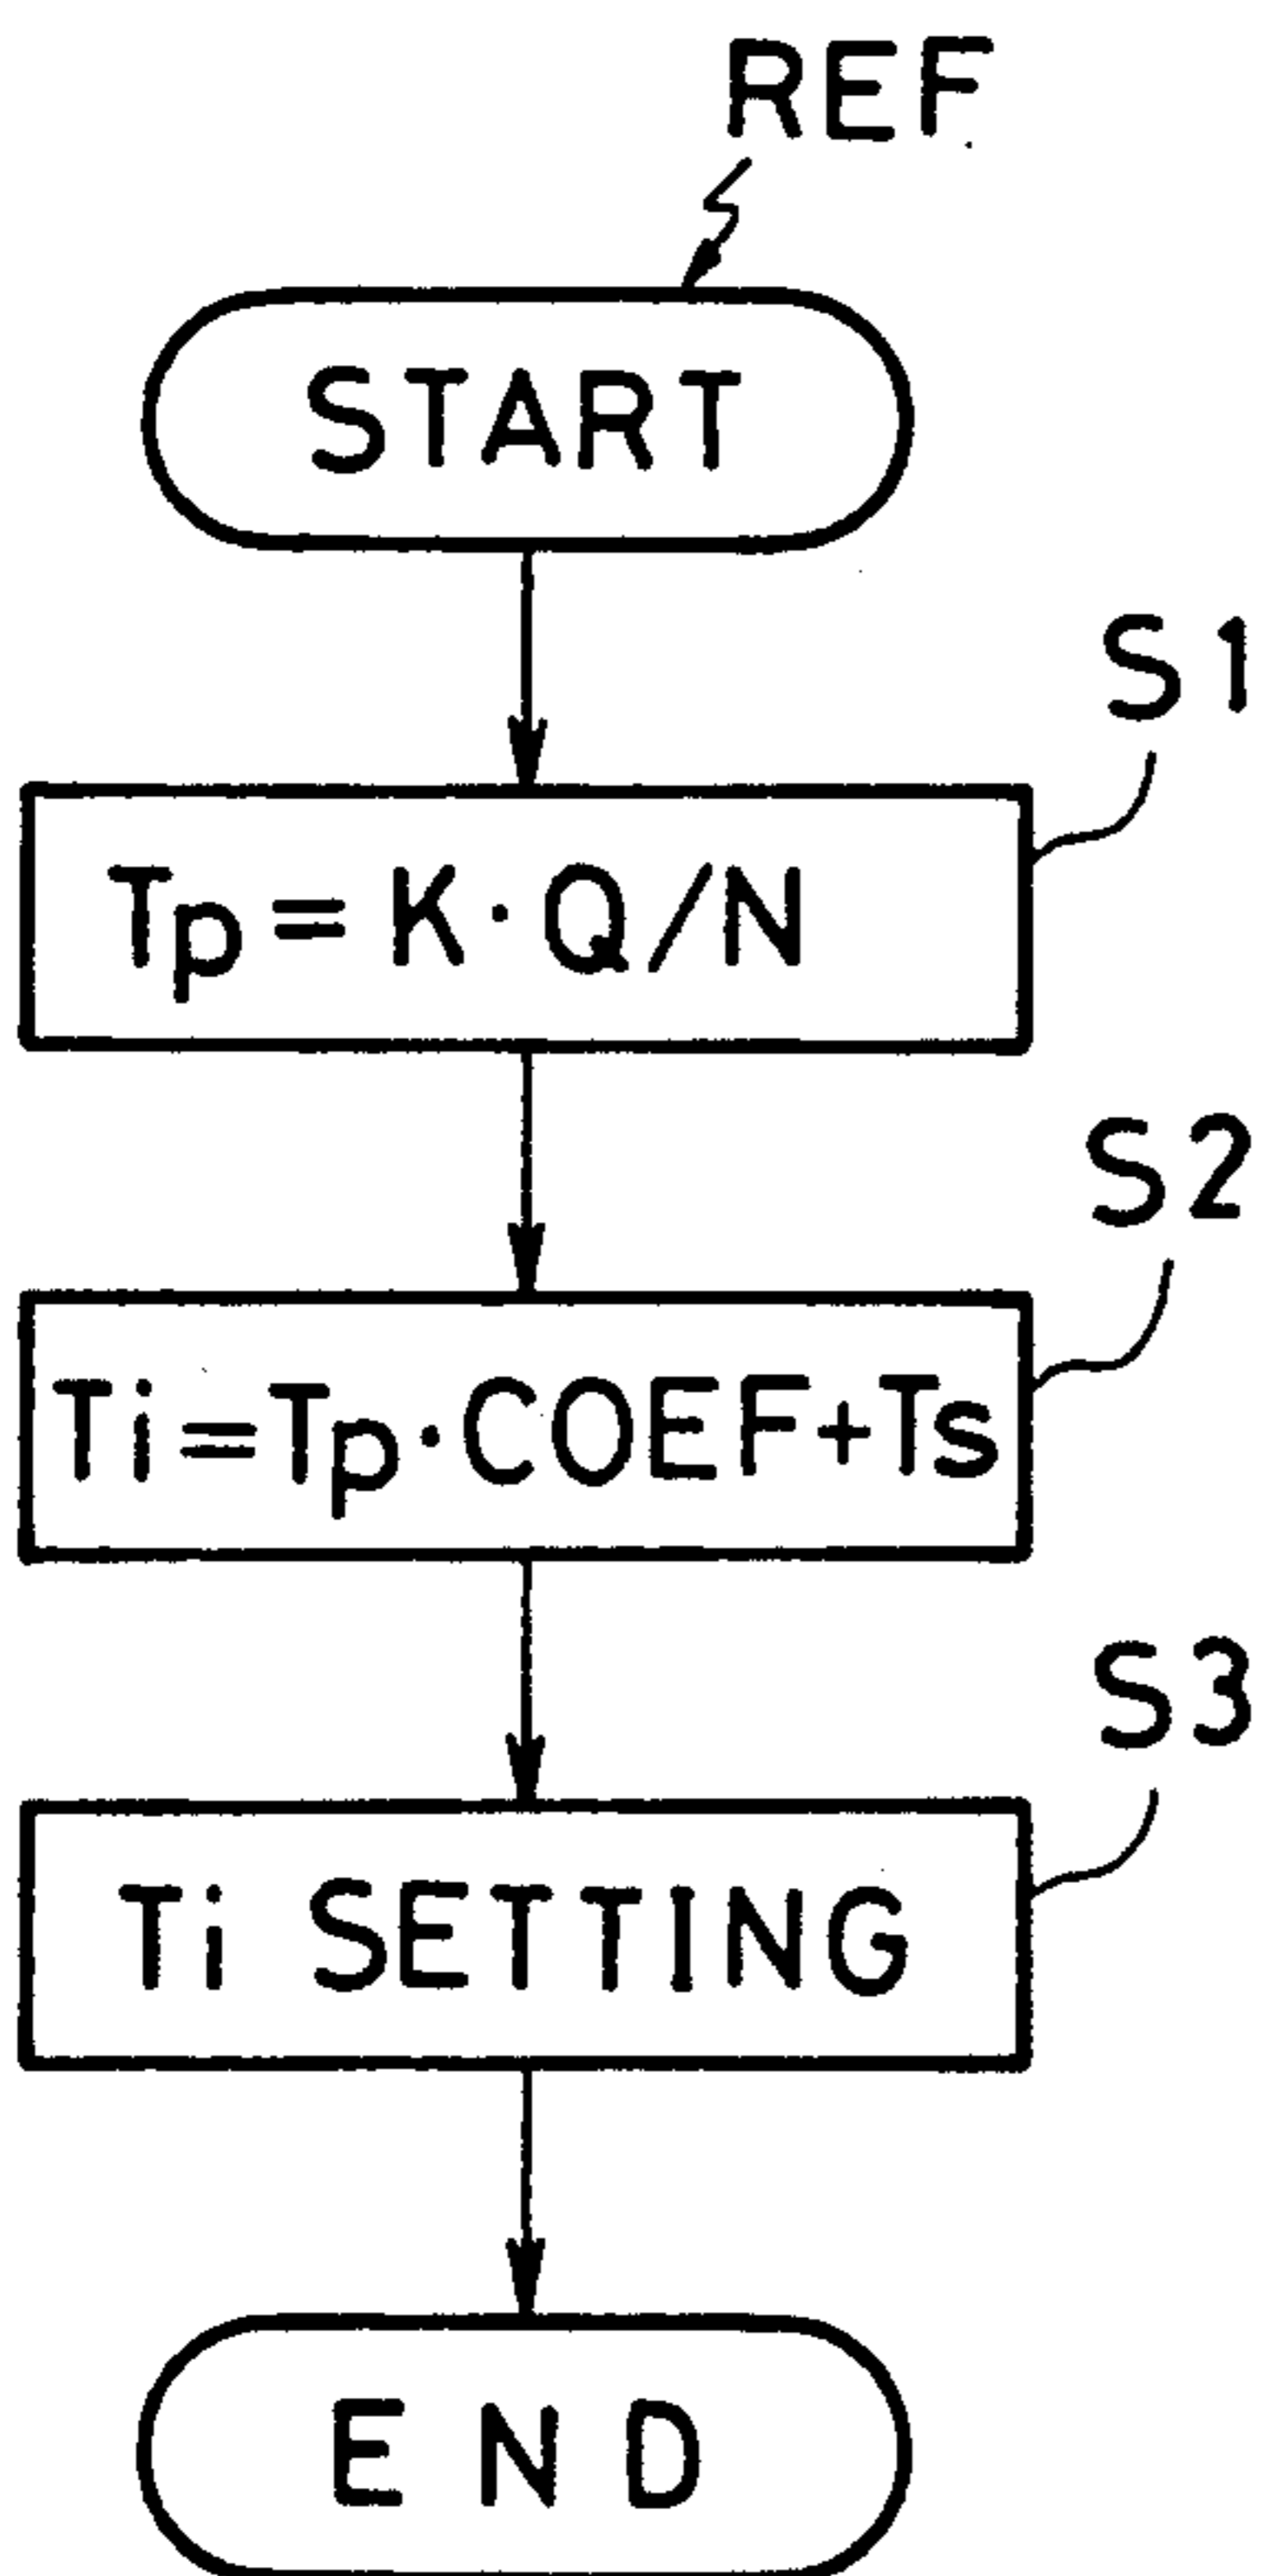 REF
START
S1
Tp = K·Q/N
S2
Ti=Tp·COEF+Ts
S3
Ti SETTING
END